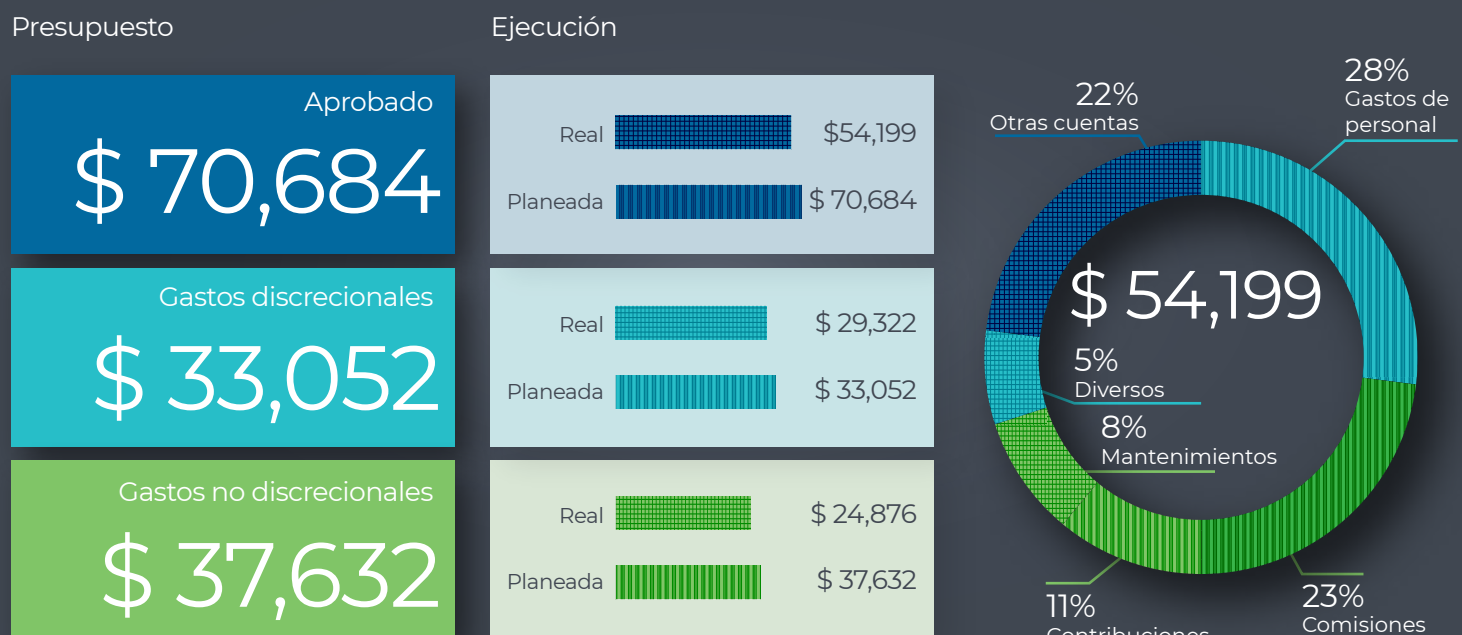 Presupuesto
Aprobado
$ 70,684
Gastos discrecionales
$ 33,052
Gastos no discrecionales
$ 37,632
Ejecución
Real $54,199
Planeada $ 70,684
Real $ 29,322
Planeada $ 33,052
Real $ 24,876
Planeada $ 37,632
22%
Otras cuentas
28%
Gastos de
personal
$ 54,199
5%
Diversos
8%
Mantenimientos
11%
Contribuciones
23%
Comisiones